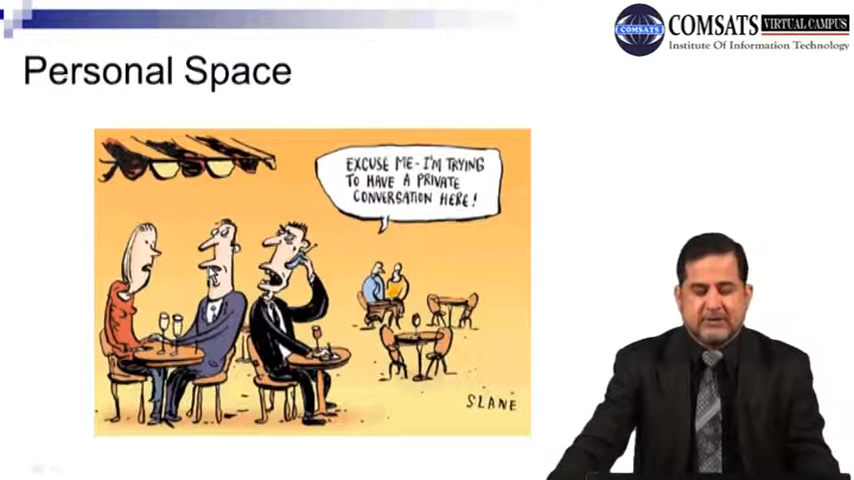 COMSATS VIRTUAL CAMPUS
COMSATS
Institute Of Information Technology
Personal Space
EXCUSE ME - I'M TRYING
TO HAVE A PRIVATE
CONVERSATION HERE!
SLANE